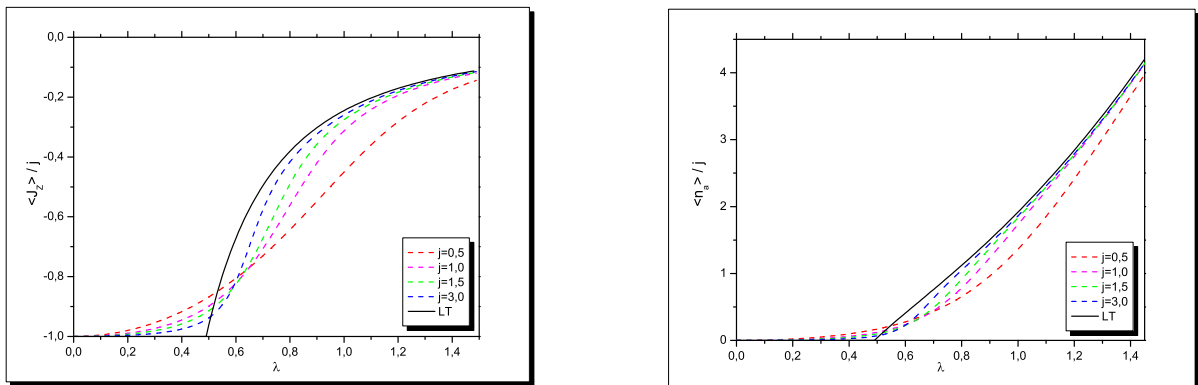 0,0
-0,2
-0,4
-0,6
-0,8
-1,0
<J_Z> / j
0,0 0,2 0,4 0,6 0,8 1,0 1,2 1,4
λ
j=0,5
j=1,0
j=1,5
j=3,0
LT
4
3
2
1
0
<n_a> / j
0,0 0,2 0,4 0,6 0,8 1,0 1,2 1,4
λ
j=0,5
j=1,0
j=1,5
j=3,0
LT